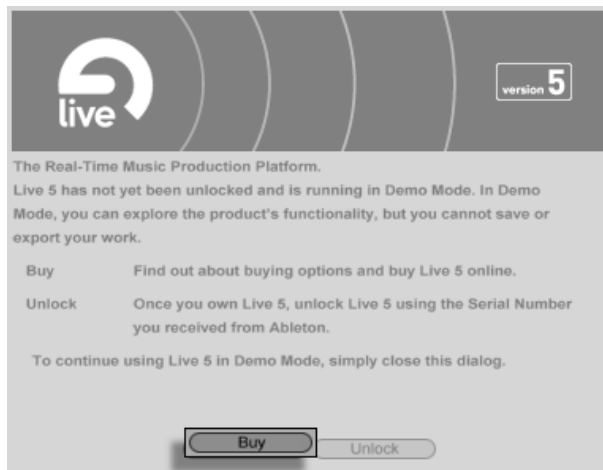 live
version 5
The Real-Time Music Production Platform.
Live 5 has not yet been unlocked and is running in Demo Mode. In Demo
Mode, you can explore the product's functionality, but you cannot save or
export your work.
Buy Find out about buying options and buy Live 5 online.
Unlock Once you own Live 5, unlock Live 5 using the Serial Number
you received from Ableton.
To continue using Live 5 in Demo Mode, simply close this dialog.
Buy Unlock